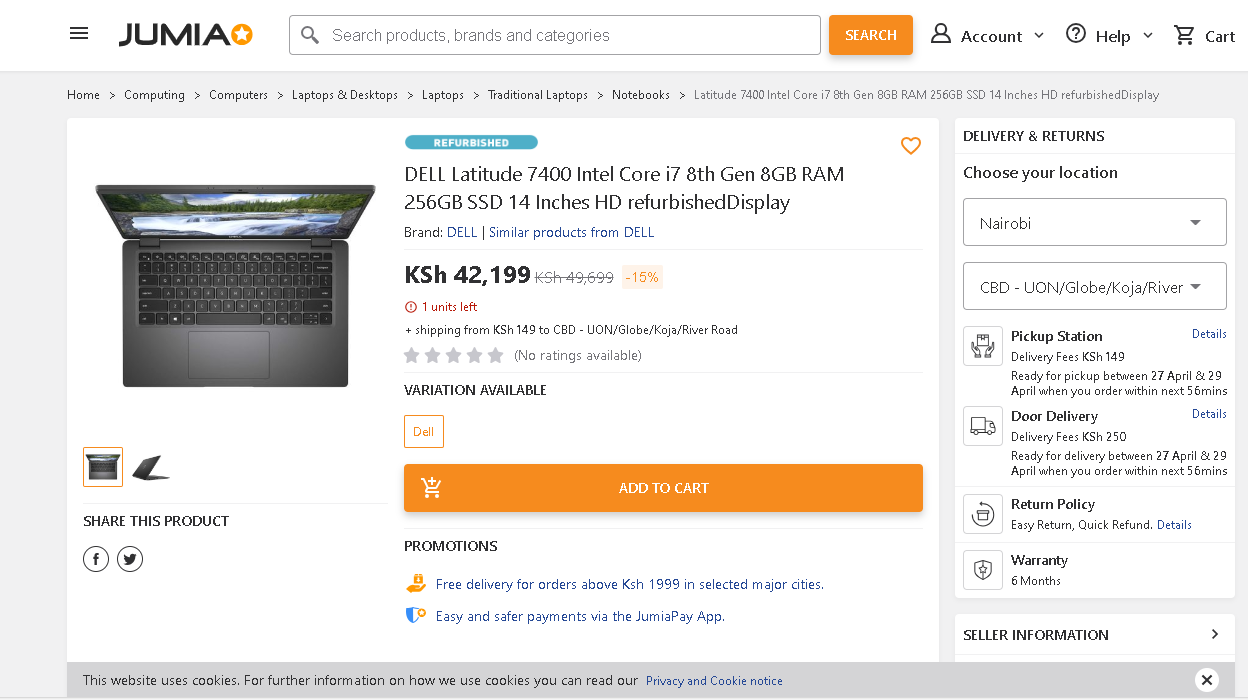 JUMIA
Search products, brands and categories
SEARCH
Account
Help
Cart
Home > Computing > Computers > Laptops & Desktops > Laptops > Traditional Laptops > Notebooks > Latitude 7400 Intel Core i7 8th Gen 8GB RAM 256GB SSD 14 Inches HD refurbishedDisplay
REFURBISHED
DELL Latitude 7400 Intel Core i7 8th Gen 8GB RAM
256GB SSD 14 Inches HD refurbishedDisplay
Brand: DELL | Similar products from DELL
KSh 42,199 KSh 49,699 -15%
1 units left
+ shipping from KSh 149 to CBD - UON/Globe/Koja/River Road
(No ratings available)
VARIATION AVAILABLE
Dell
ADD TO CART
PROMOTIONS
Free delivery for orders above Ksh 1999 in selected major cities.
Easy and safer payments via the JumiaPay App.
SHARE THIS PRODUCT
DELIVERY & RETURNS
Choose your location
Nairobi
CBD - UON/Globe/Koja/River
Pickup Station
Details
Delivery Fees KSh 149
Ready for pickup between 27 April & 29
April when you order within next 56mins
Door Delivery
Details
Delivery Fees KSh 250
Ready for delivery between 27 April & 29
April when you order within next 56mins
Return Policy
Easy Return, Quick Refund. Details
Warranty
6 Months
SELLER INFORMATION
This website uses cookies. For further information on how we use cookies you can read our Privacy and Cookie notice